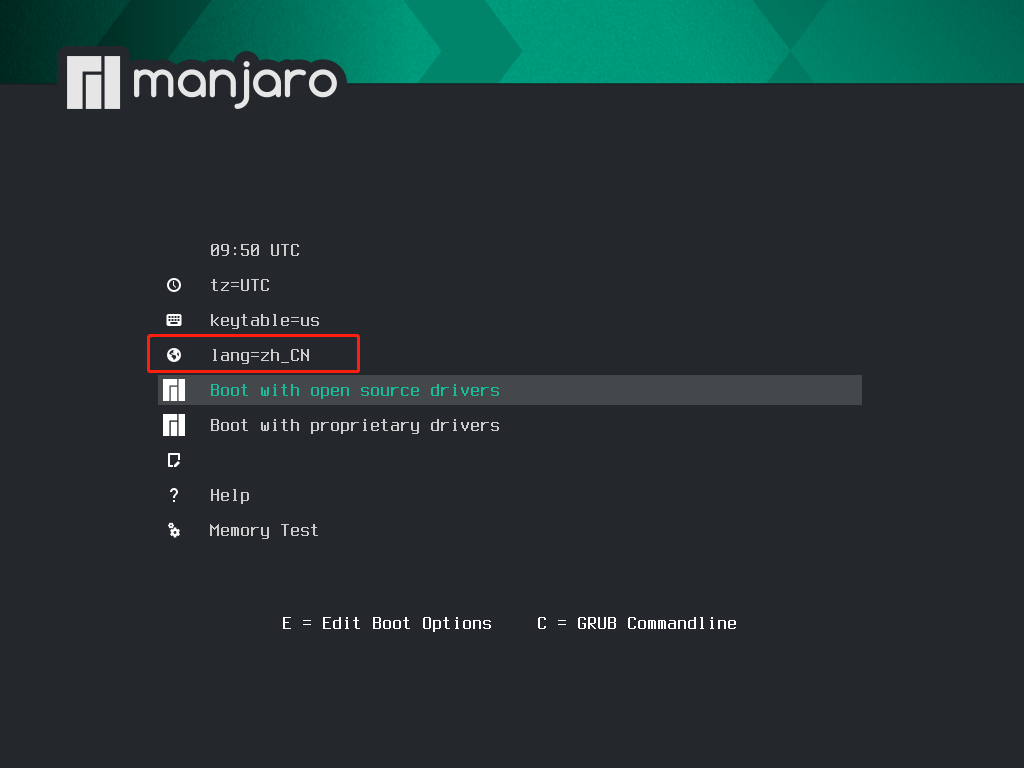 manjaro
09:50 UTC
tz=UTC
keytable=us
lang=zh_CN
Boot with open source drivers
Boot with proprietary drivers
? Help
Memory Test
E = Edit Boot Options C = GRUB Commandline